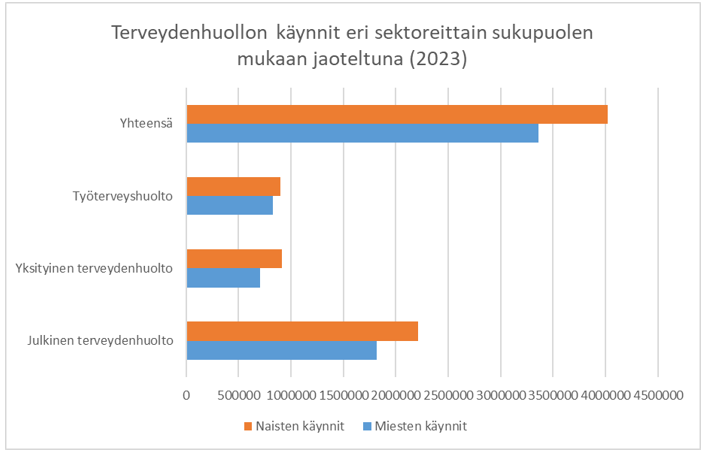 Terveydenhuollon käynnit eri sektoreittain sukupuolen
mukaan jaoteltuna (2023)
Yhteensä
Työterveyshuolto
Yksityinen terveydenhuolto
Julkinen terveydenhuolto
0 500000 1000000 1500000 2000000 2500000 3000000 3500000 4000000 4500000
Naisten käynnit Miesten käynnit